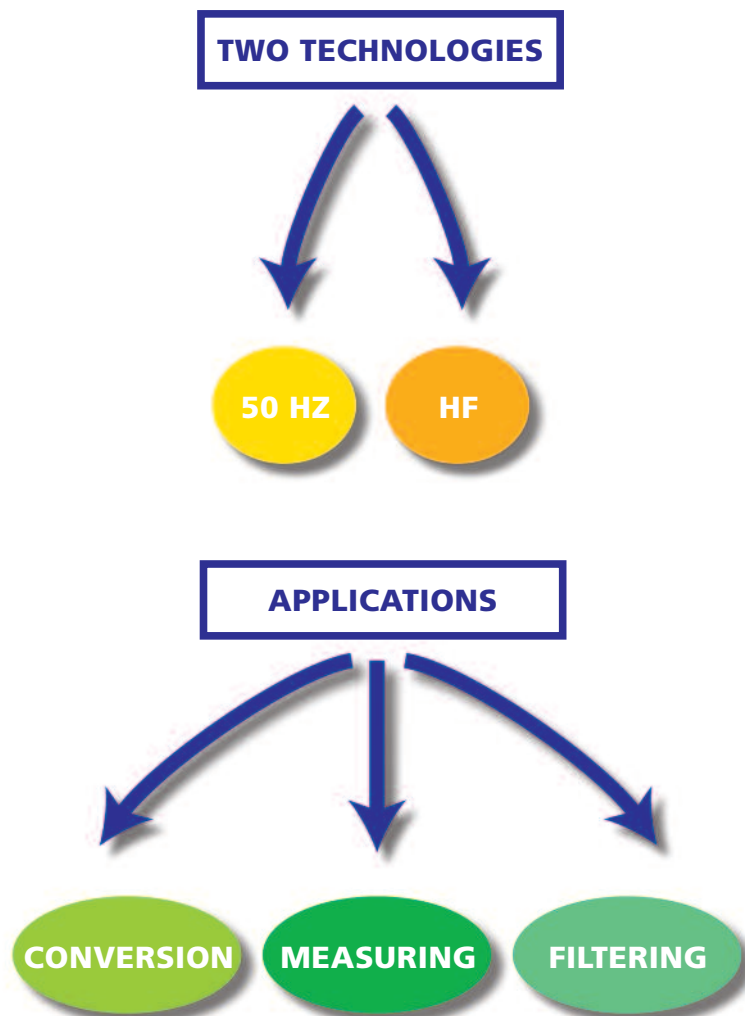 TWO TECHNOLOGIES
50 HZ
HF
APPLICATIONS
CONVERSION
MEASURING
FILTERING